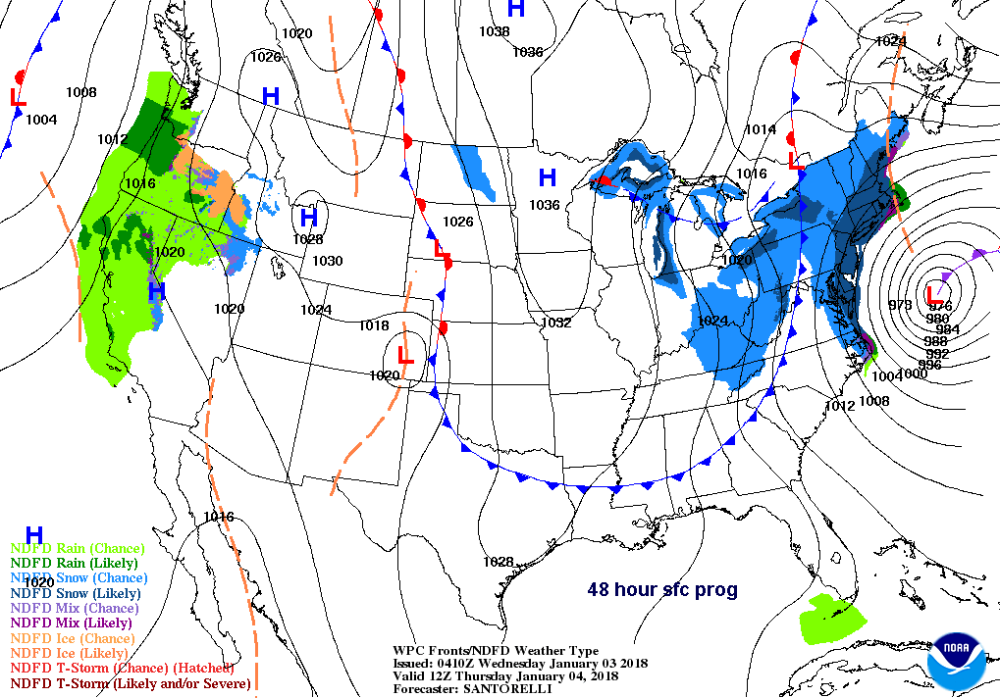 H
1020
1038
1036
1024
1026
H
1008
L
1004
1014
1012
L
1016
1016
H
1036
H
1026
1028
L
1020
1030
1020
H
L
973
976
1020
1024
1018
1032
1024
980
984
988
992
996
L
1020
1004
1000
1012
1008
1016
H
NDFD Rain (Chance)
NDFD Rain (Likely)
NDFD Snow (Chance)
1020
NDFD Snow (Likely)
NDFD Mix (Chance)
NDFD Mix (Likely)
NDFD Ice (Chance)
NDFD Ice (Likely)
NDFD T-Storm (Chance) (Hatched)
NDFD T-Storm (Likely and/or Severe)
1028
48 hour sfc prog
WPC Fronts/NDFD Weather Type
Issued: 0410Z Wednesday January 03 2018
Valid 12Z Thursday January 04, 2018
Forecaster: SANTORELLI
NOAA